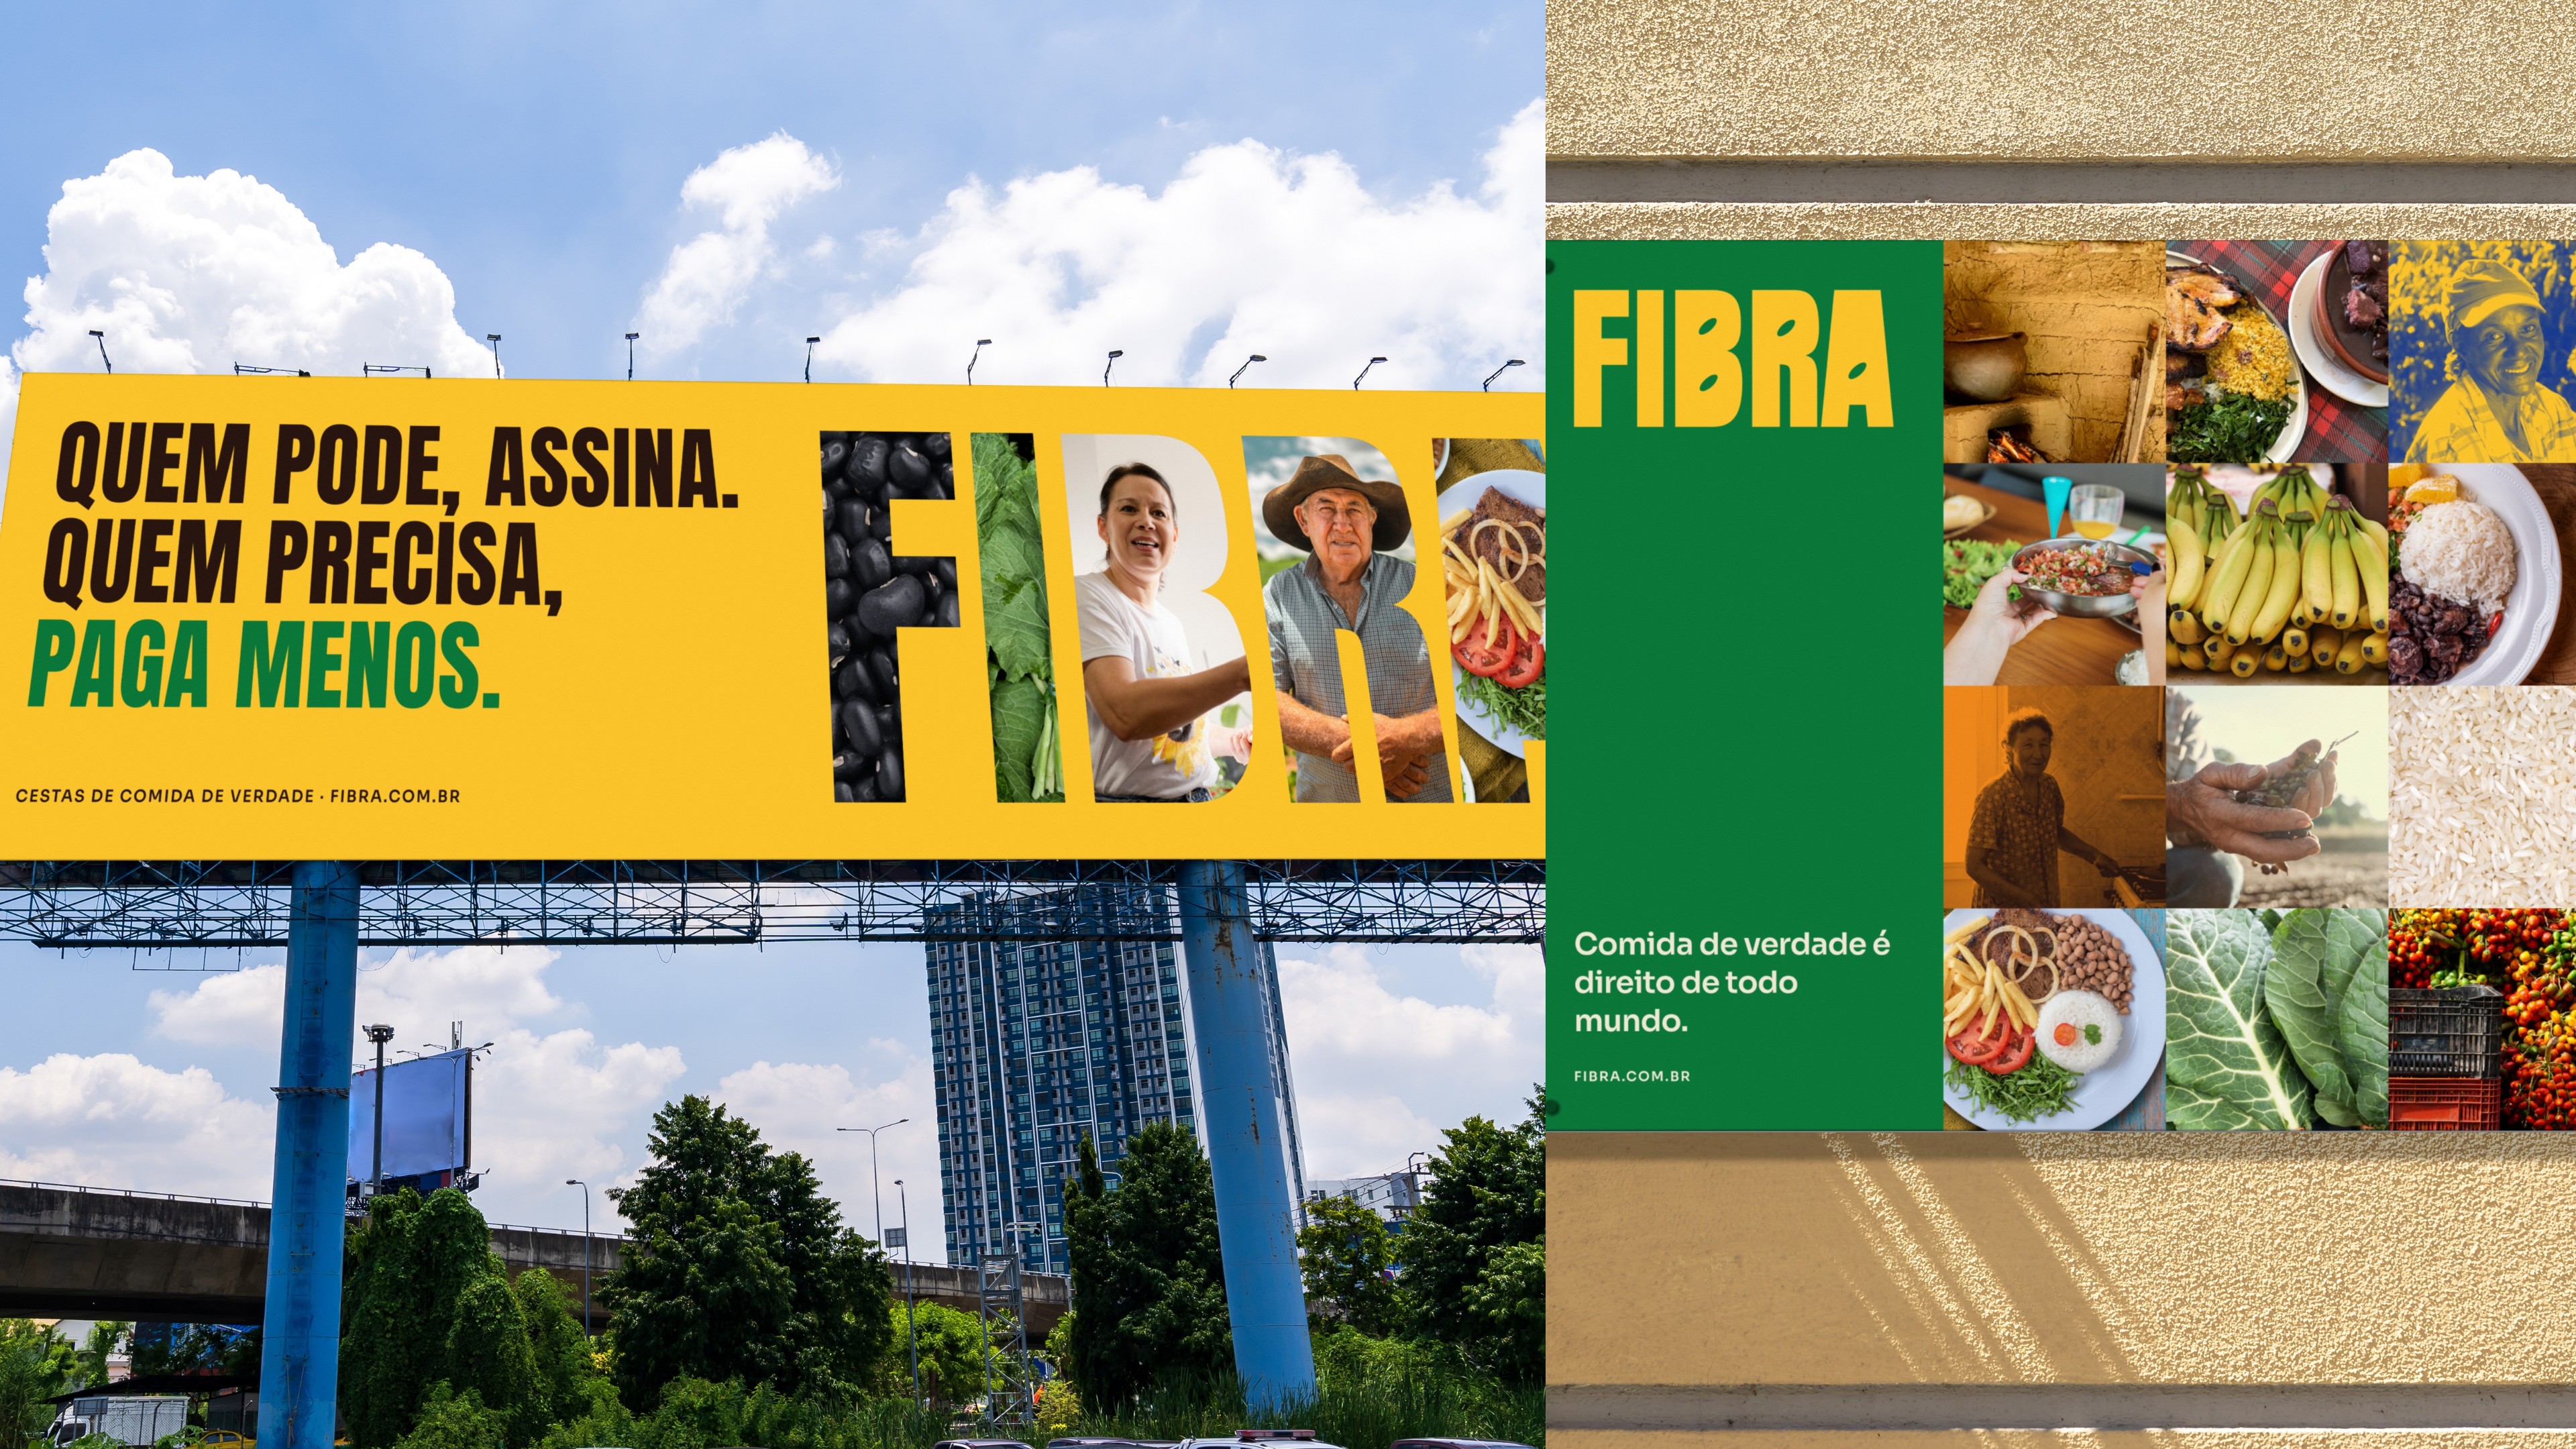 QUEM PODE, ASSINA.
QUEM PRECISA,
PAGA MENOS.
CESTAS DE COMIDA DE VERDADE · FIBRA.COM.BR
FIBRA
FIBRA
Comida de verdade é
direito de todo
mundo.
FIBRA.COM.BR